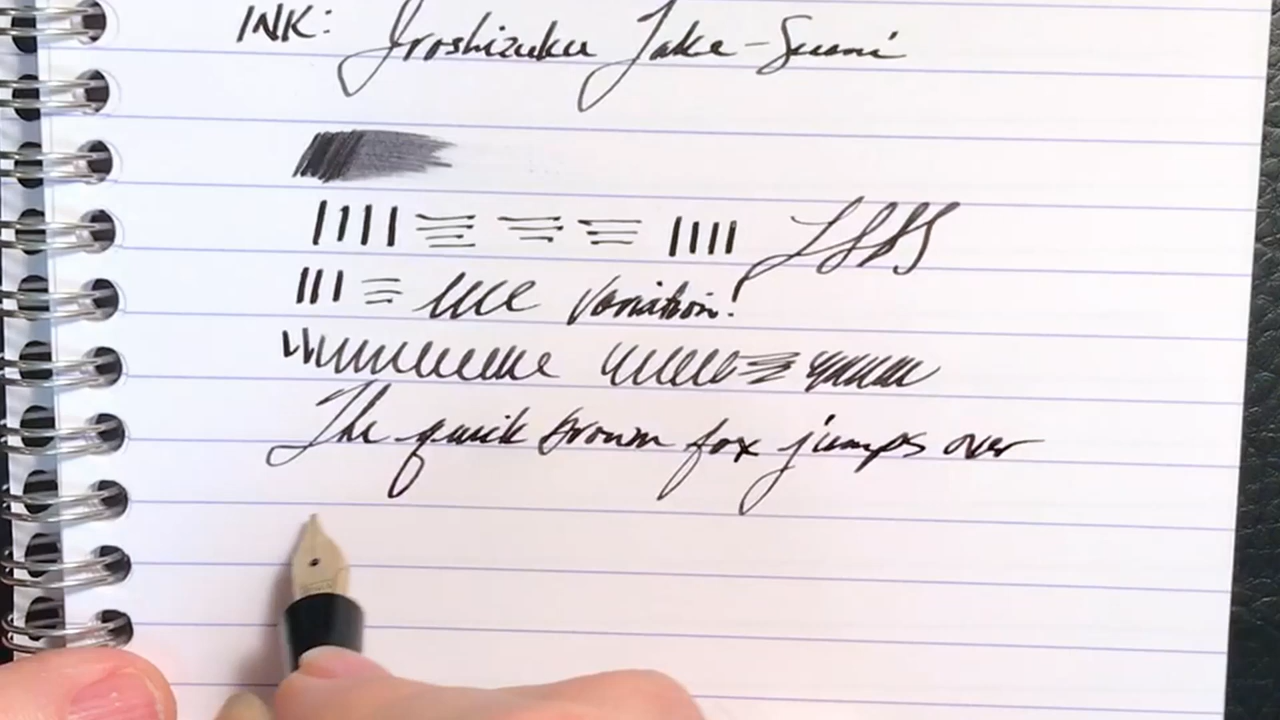 INK: Iroshizuku Take-Sumi
variation!
The quick brown fox jumps over